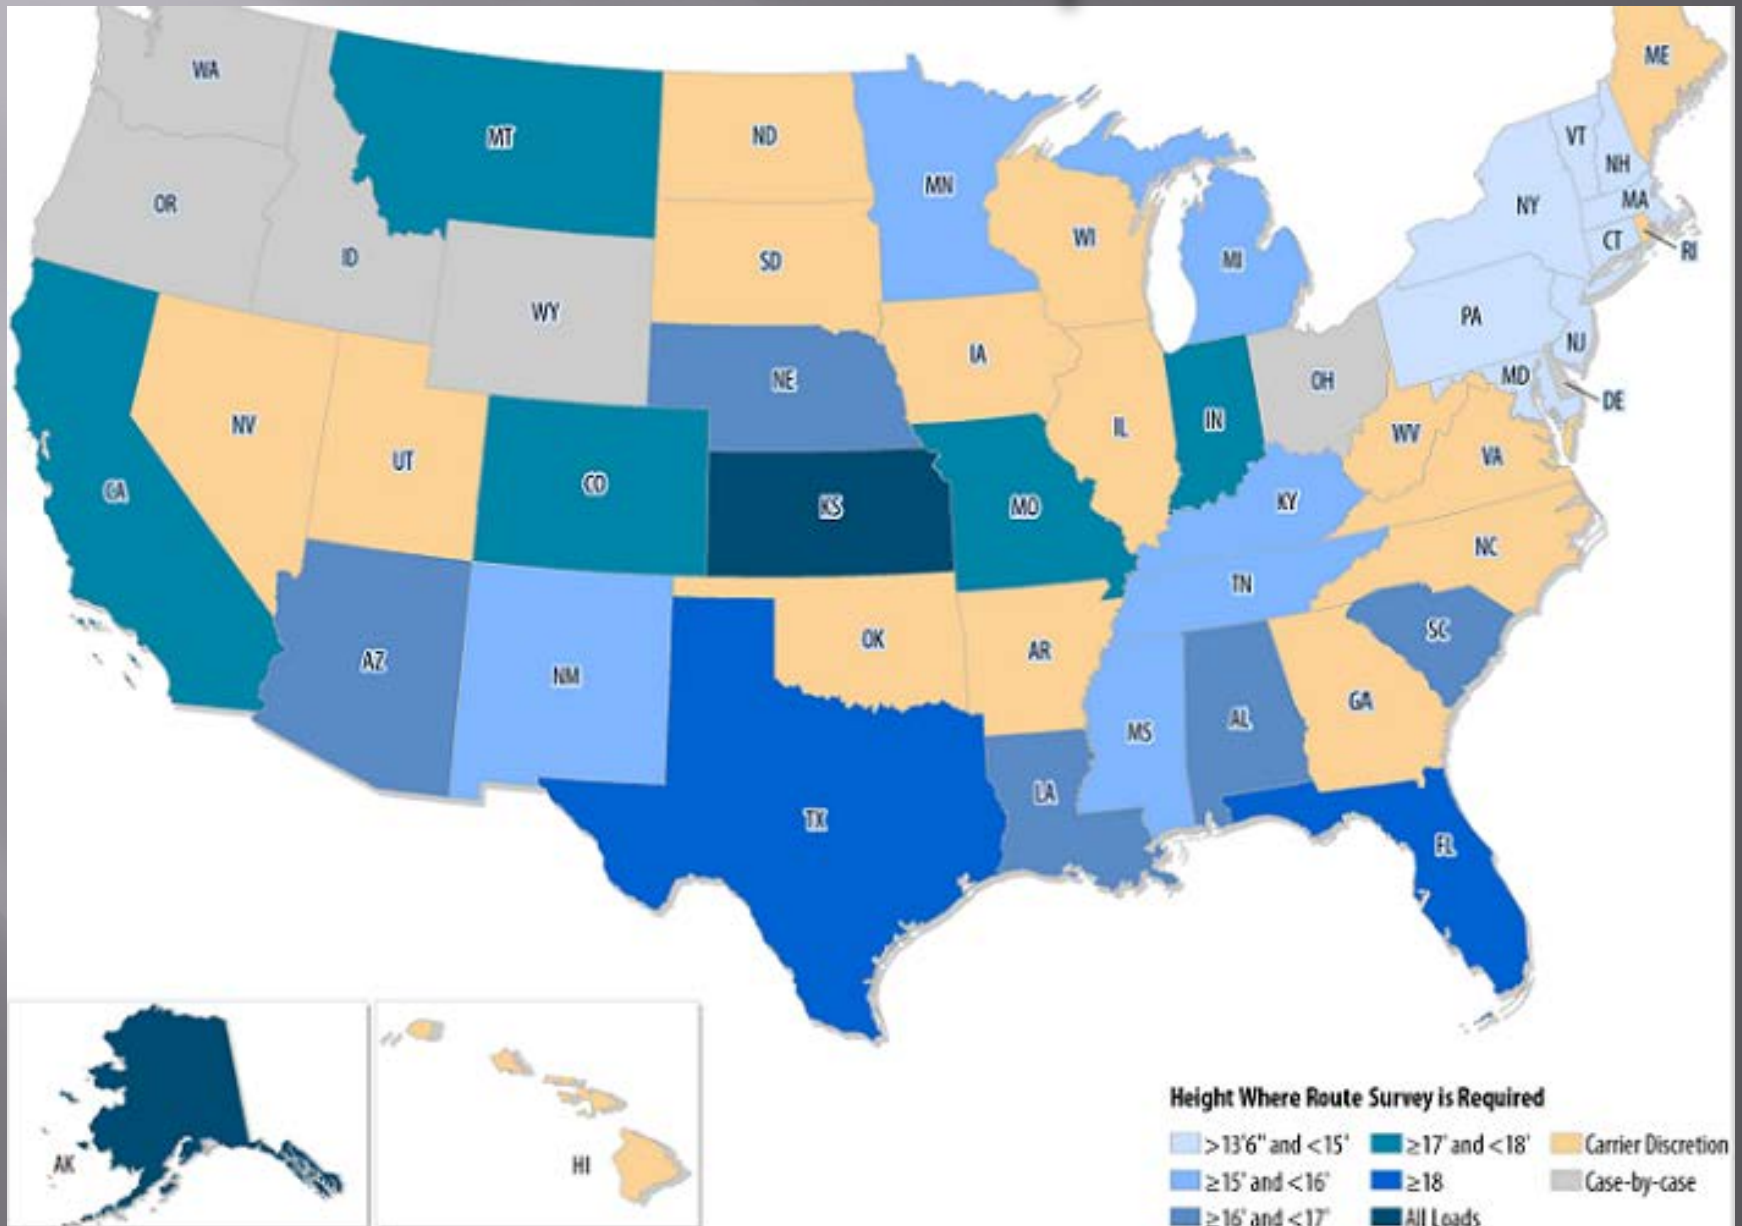 WA
MT
ND
MN
ME
VT
NH
OR
ID
SD
WI
MI
NY
MA
CT
RI
WY
PA
NJ
IA
NE
OH
MD
DE
NV
UT
CO
KS
MO
IL
IN
WV
VA
CA
KY
NC
TN
AZ
NM
OK
AR
SC
MS
AL
GA
LA
TX
FL
AK
HI
Height Where Route Survey is Required
>13'6" and <15' ≥17' and <18' Carrier Discretion
≥15' and <16' ≥18 Case-by-case
≥16' and <17' All Loads